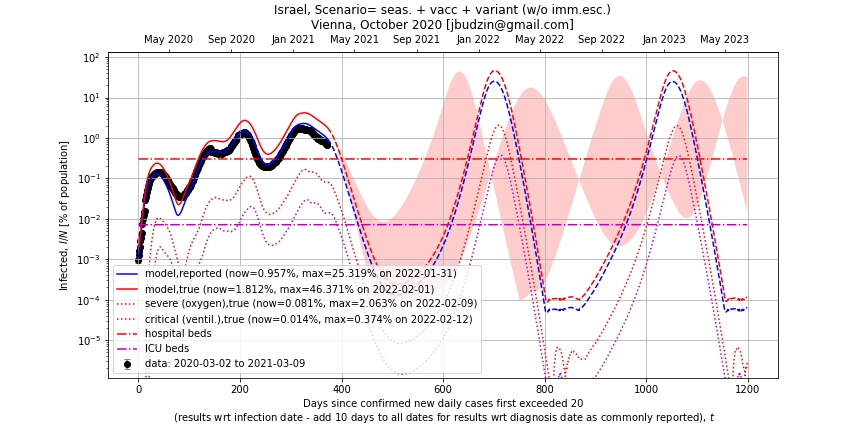 Israel, Scenario= seas. + vacc + variant (w/o imm.esc.)
Vienna, October 2020 [jbudzin@gmail.com]
May 2020 Sep 2020 Jan 2021 May 2021 Sep 2021 Jan 2022 May 2022 Sep 2022 Jan 2023 May 2023
10²
10¹
10⁰
10⁻¹
10⁻²
10⁻³
10⁻⁴
10⁻⁵
Infected, I/N [% of population]
model,reported (now=0.957%, max=25.319% on 2022-01-31)
model,true (now=1.812%, max=46.371% on 2022-02-01)
severe (oxygen),true (now=0.081%, max=2.063% on 2022-02-09)
critical (ventil.),true (now=0.014%, max=0.374% on 2022-02-12)
hospital beds
ICU beds
data: 2020-03-02 to 2021-03-09
0 200 400 600 800 1000 1200
Days since confirmed new daily cases first exceeded 20
(results wrt infection date - add 10 days to all dates for results wrt diagnosis date as commonly reported), t